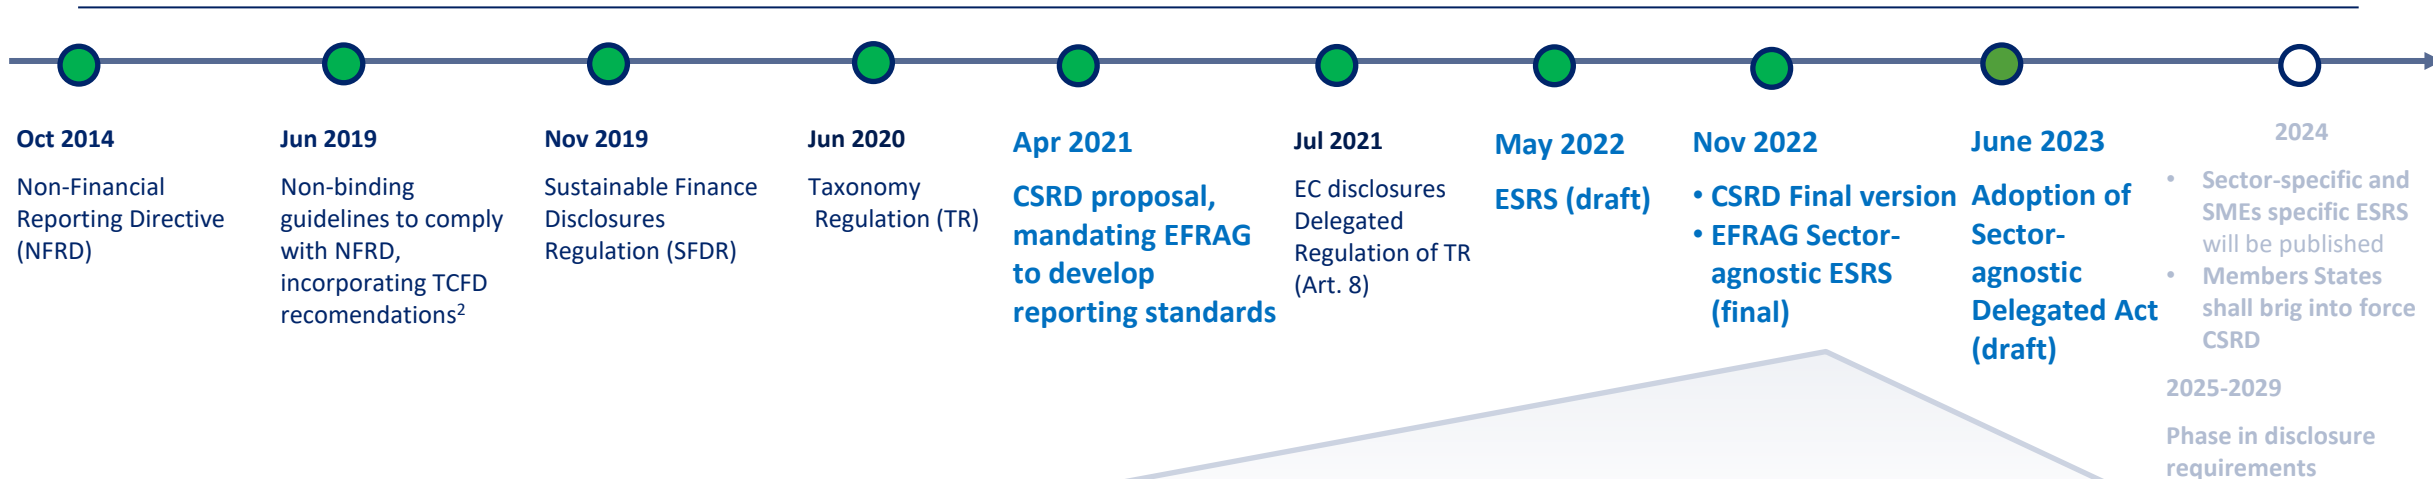 Oct 2014
Non-Financial
Reporting Directive
(NFRD)
Jun 2019
Non-binding
guidelines to comply
with NFRD,
incorporating TCFD
recomendations²
Nov 2019
Sustainable Finance
Disclosures
Regulation (SFDR)
Jun 2020
Taxonomy
Regulation (TR)
Apr 2021
CSRD proposal,
mandating EFRAG
to develop
reporting standards
Jul 2021
EC disclosures
Delegated
Regulation of TR
(Art. 8)
May 2022
ESRS (draft)
Nov 2022
• CSRD Final version
• EFRAG Sector-
agnostic ESRS
(final)
June 2023
Adoption of
Sector-
agnostic
Delegated Act
(draft)
2024
• Sector-specific and
SMEs specific ESRS
will be published
• Members States
shall brig into force
CSRD
2025-2029
Phase in disclosure
requirements